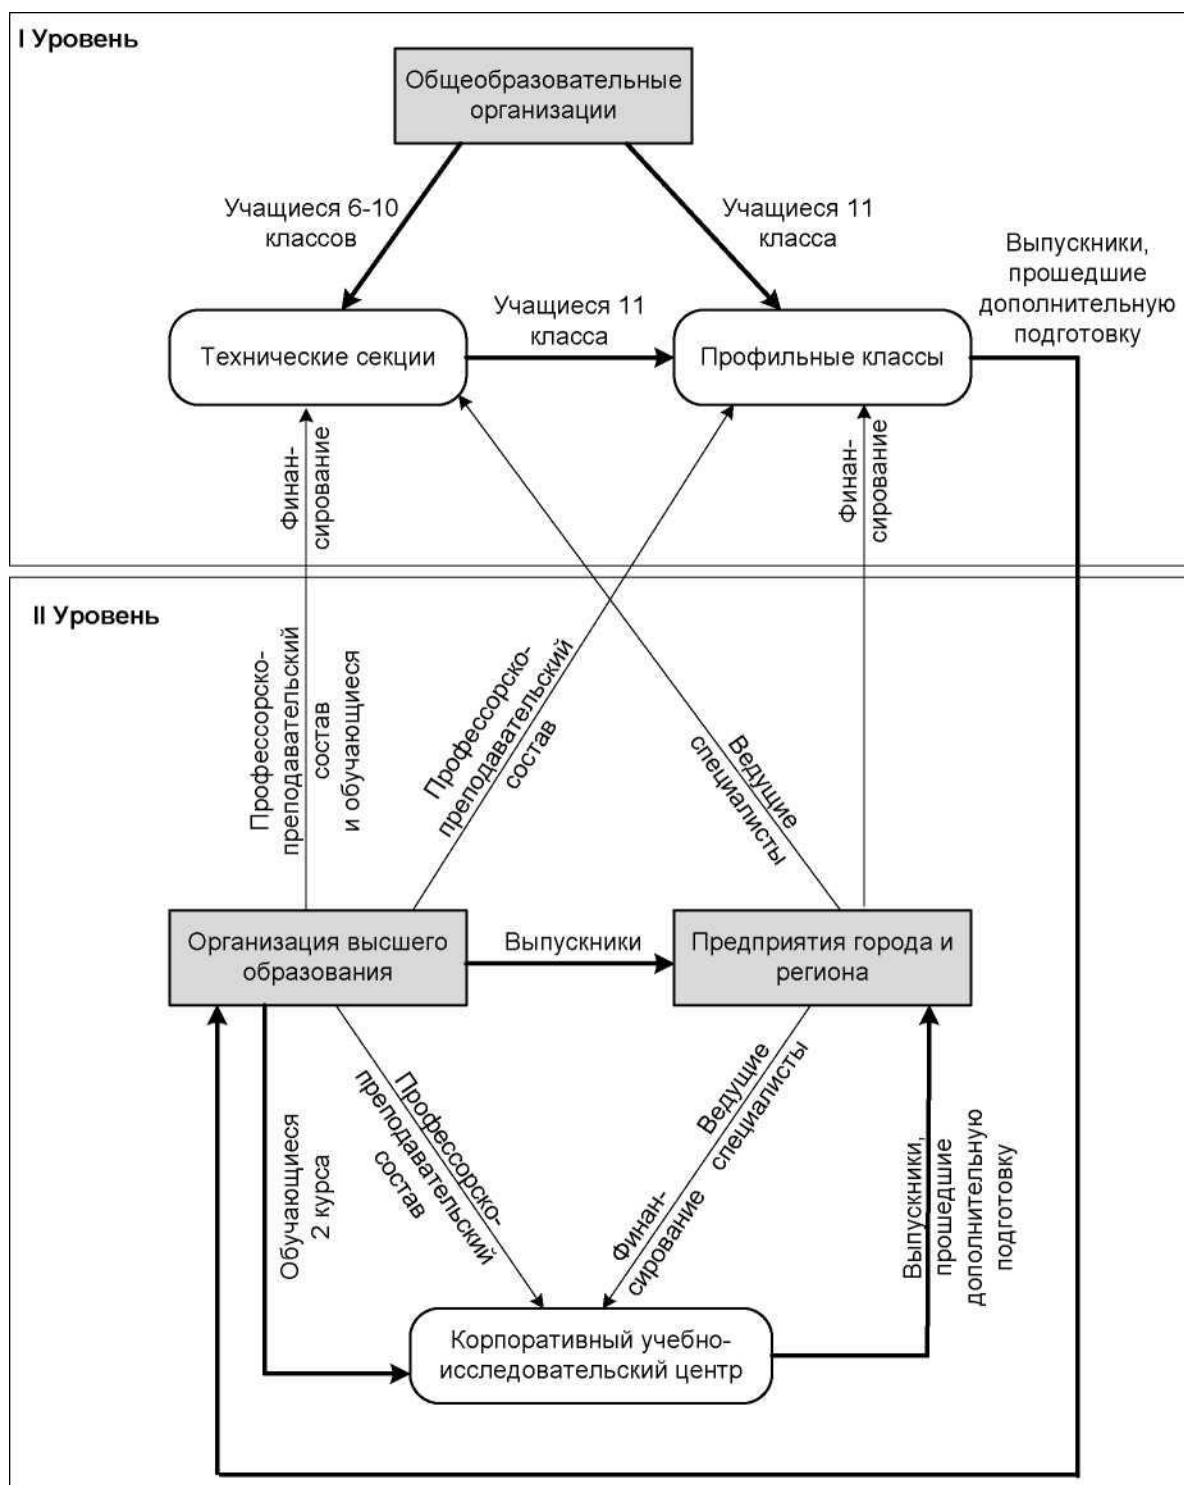 I Уровень
Общеобразовательные
организации
Учащиеся 6-10
классов
Учащиеся 11
класса
Выпускники,
прошедшие
дополнительную
подготовку
Учащиеся 11
класса
Технические секции
Профильные классы
Финан-
сирование
Финан-
сирование
II Уровень
Профессорско-
преподавательский
состав
и обучающиеся
Профессорско-
преподавательский
состав
Ведущие
специалисты
Организация высшего
образования
Выпускники
Предприятия города и
региона
Обучающиеся
2 курса
Профессорско-
преподавательский
состав
Ведущие
специалисты
Финан-
сирование
Выпускники,
прошедшие
дополнительную
подготовку
Корпоративный учебно-
исследовательский центр